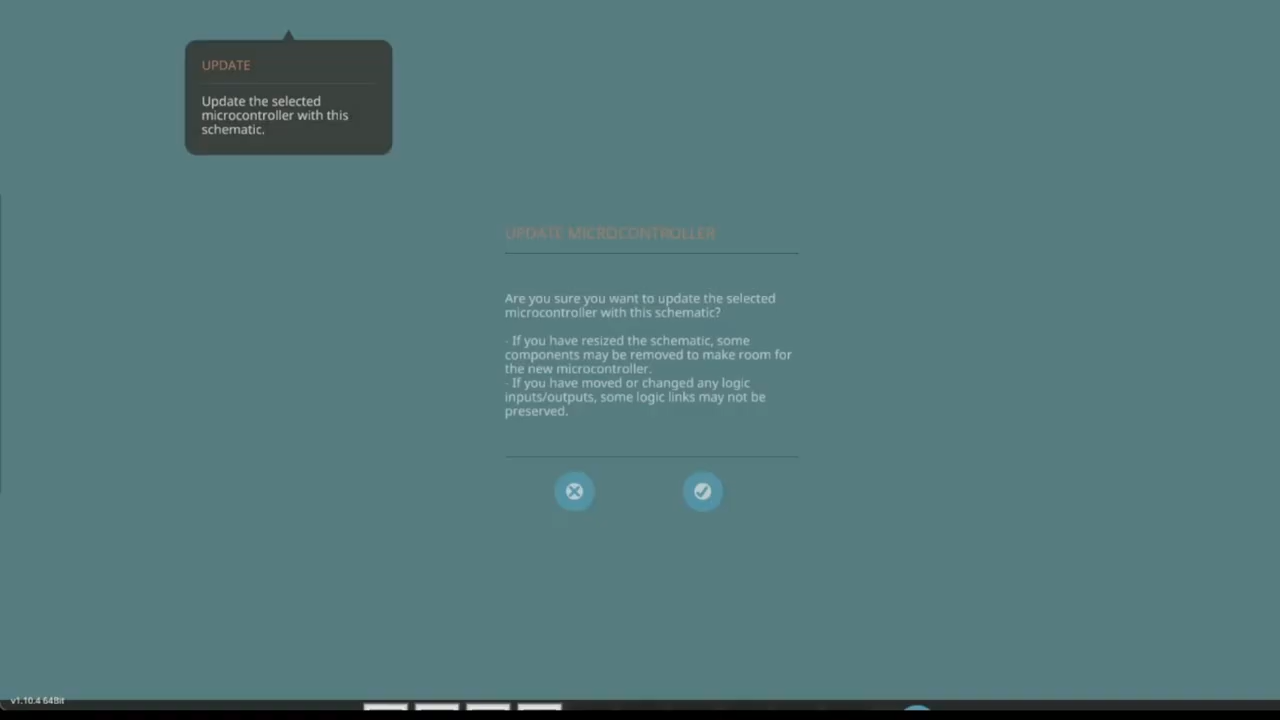 UPDATE
Update the selected
microcontroller with this
schematic.
UPDATE MICROCONTROLLER
Are you sure you want to update the selected
microcontroller with this schematic?
- If you have resized the schematic, some
components may be removed to make room for
the new microcontroller.
- If you have moved or changed any logic
inputs/outputs, some logic links may not be
preserved.
v1.10.4 64Bit